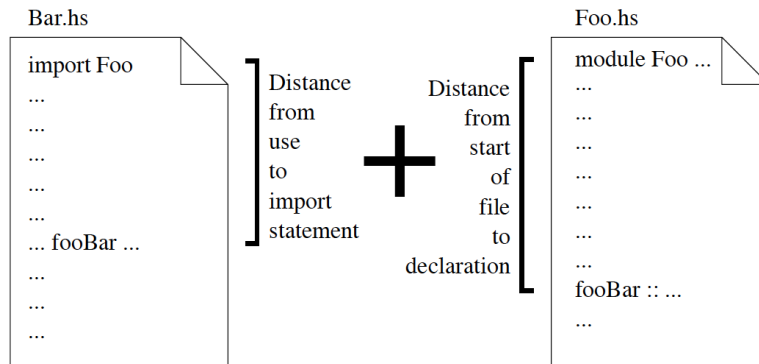 Bar.hs
import Foo
...
...
...
...
...
... fooBar ...
...
...
...
Distance
from
use
to
import
statement
+
Distance
from
start
of
file
to
declaration
Foo.hs
module Foo ...
...
...
...
...
...
...
...
fooBar :: ...
...